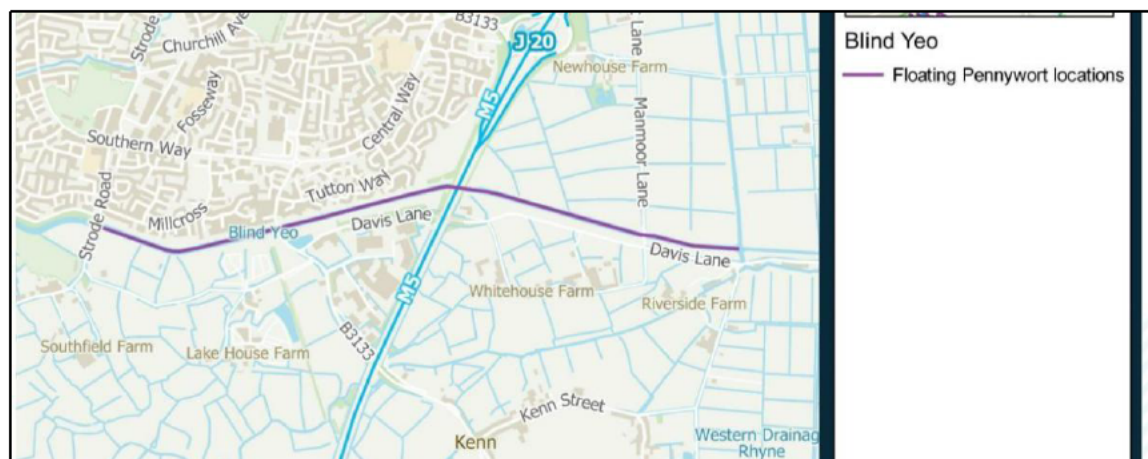 Strode
Churchill Ave
B3133
J 20
Lane
Newhouse Farm
M5
Fosseway
Central Way
Manmoor Lane
Southern Way
Tutton Way
Strode Road
Millcross
Blind Yeo
Davis Lane
Davis Lane
M5
Whitehouse Farm
Riverside Farm
B3133
Southfield Farm
Lake House Farm
Kenn Street
Kenn
Western Drainag
Rhyne
Blind Yeo
Floating Pennywort locations